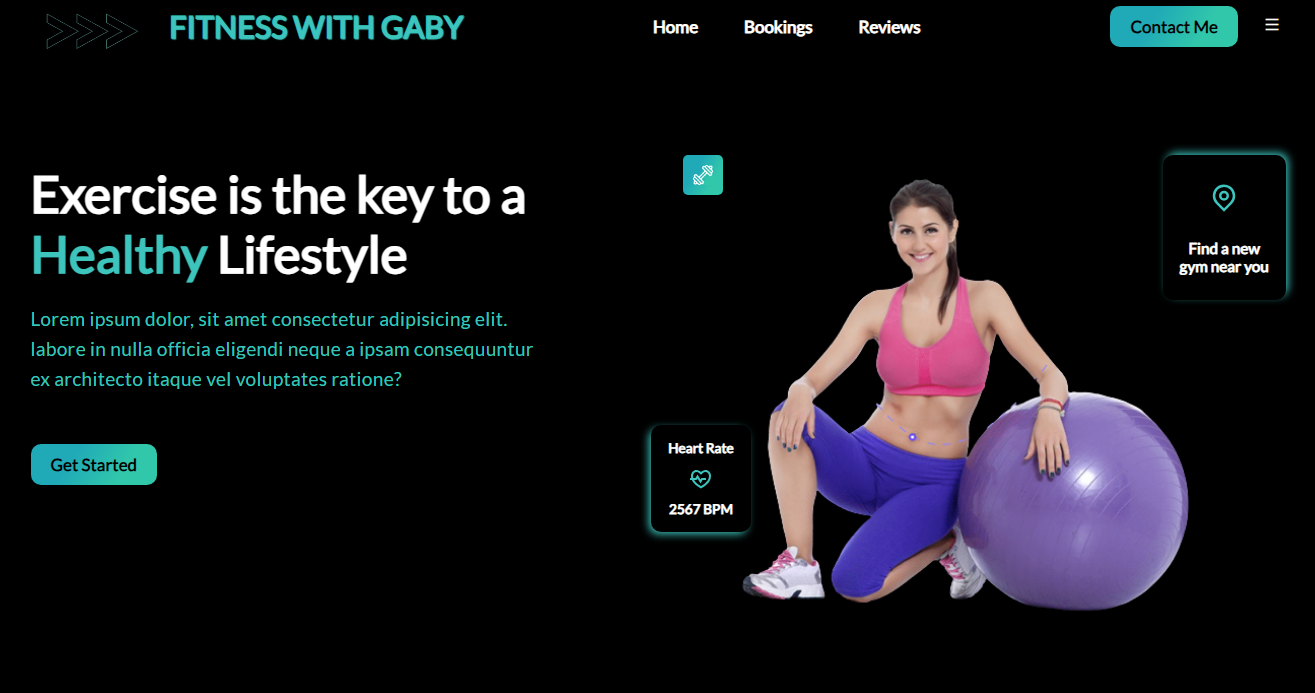 FITNESS WITH GABY
Home
Bookings
Reviews
Contact Me
Exercise is the key to a
Healthy Lifestyle
Lorem ipsum dolor, sit amet consectetur adipisicing elit.
labore in nulla officia eligendi neque a ipsam consequuntur
ex architecto itaque vel voluptates ratione?
Get Started
Find a new
gym near you
Heart Rate
2567 BPM